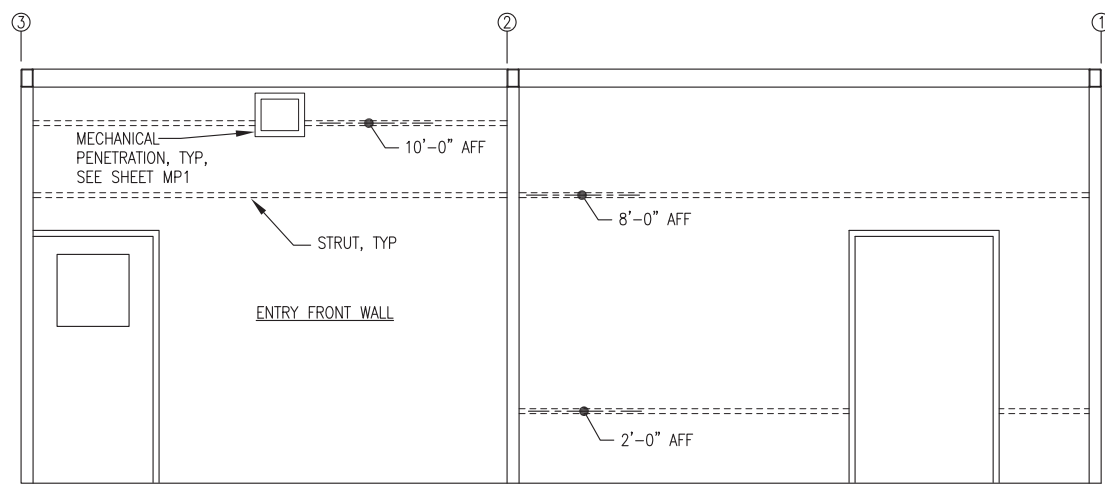 3
2
1
MECHANICAL
PENETRATION, TYP,
SEE SHEET MP1
10'-0" AFF
8'-0" AFF
STRUT, TYP
ENTRY FRONT WALL
2'-0" AFF